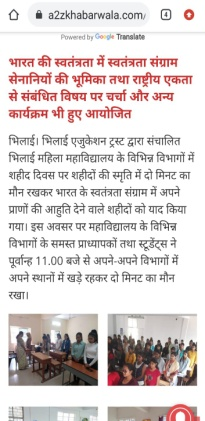 a2zkhabarwala.com/
4
Powered by Google Translate
भारत की स्वतंत्रता में स्वतंत्रता संग्राम
सेनानियों की भूमिका तथा राष्ट्रीय एकता
से संबंधित विषय पर चर्चा और अन्य
कार्यक्रम भी हुए आयोजित
भिलाई। भिलाई एजुकेशन ट्रस्ट द्वारा संचालित
भिलाई महिला महाविद्यालय के विभिन्न विभागों में
शहीद दिवस पर शहीदों की स्मृति में दो मिनट का
मौन रखकर भारत के स्वतंत्रता संग्राम में अपने
प्राणों की आहुति देने वाले शहीदों को याद किया
गया। इस अवसर पर महाविद्यालय के विभिन्न
विभागों के समस्त प्राध्यापकों तथा स्टूडेंट्स ने
पूर्वान्ह 11.00 बजे से अपने-अपने विभागों में
अपने स्थानों में खड़े रहकर दो मिनट का मौन
रखा।